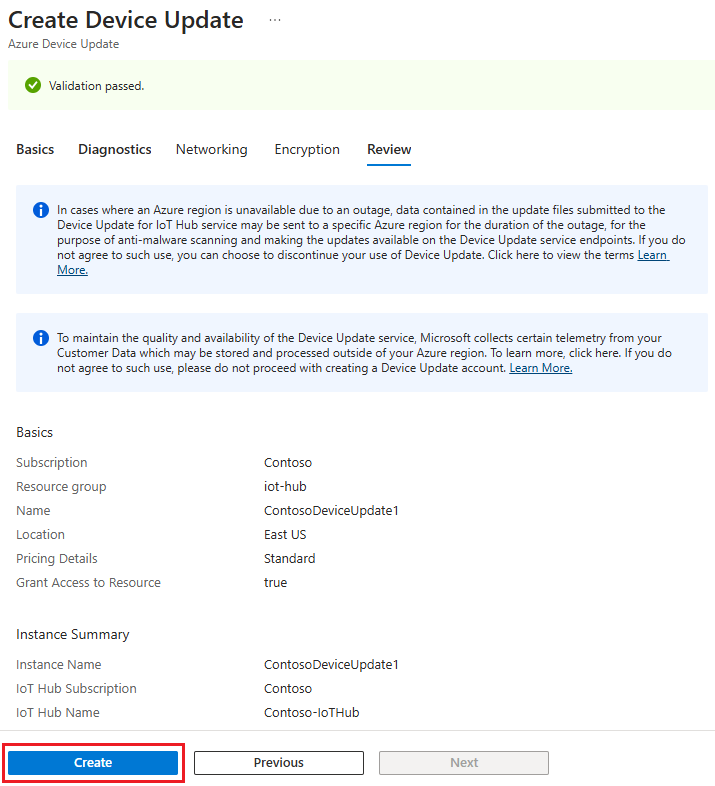 Create Device Update ...
Azure Device Update
Validation passed.
Basics Diagnostics Networking Encryption Review
In cases where an Azure region is unavailable due to an outage, data contained in the update files submitted to the
Device Update for IoT Hub service may be sent to a specific Azure region for the duration of the outage, for the
purpose of anti-malware scanning and making the updates available on the Device Update service endpoints. If you do
not agree to such use, you can choose to discontinue your use of Device Update. Click here to view the terms Learn
More.
To maintain the quality and availability of the Device Update service, Microsoft collects certain telemetry from your
Customer Data which may be stored and processed outside of your Azure region. To learn more, click here. If you do
not agree to such use, please do not proceed with creating a Device Update account. Learn More.
Basics
Subscription Contoso
Resource group iot-hub
Name ContosoDeviceUpdate1
Location East US
Pricing Details Standard
Grant Access to Resource true
Instance Summary
Instance Name ContosoDeviceUpdate1
IoT Hub Subscription Contoso
IoT Hub Name Contoso-IoTHub
Create Previous Next